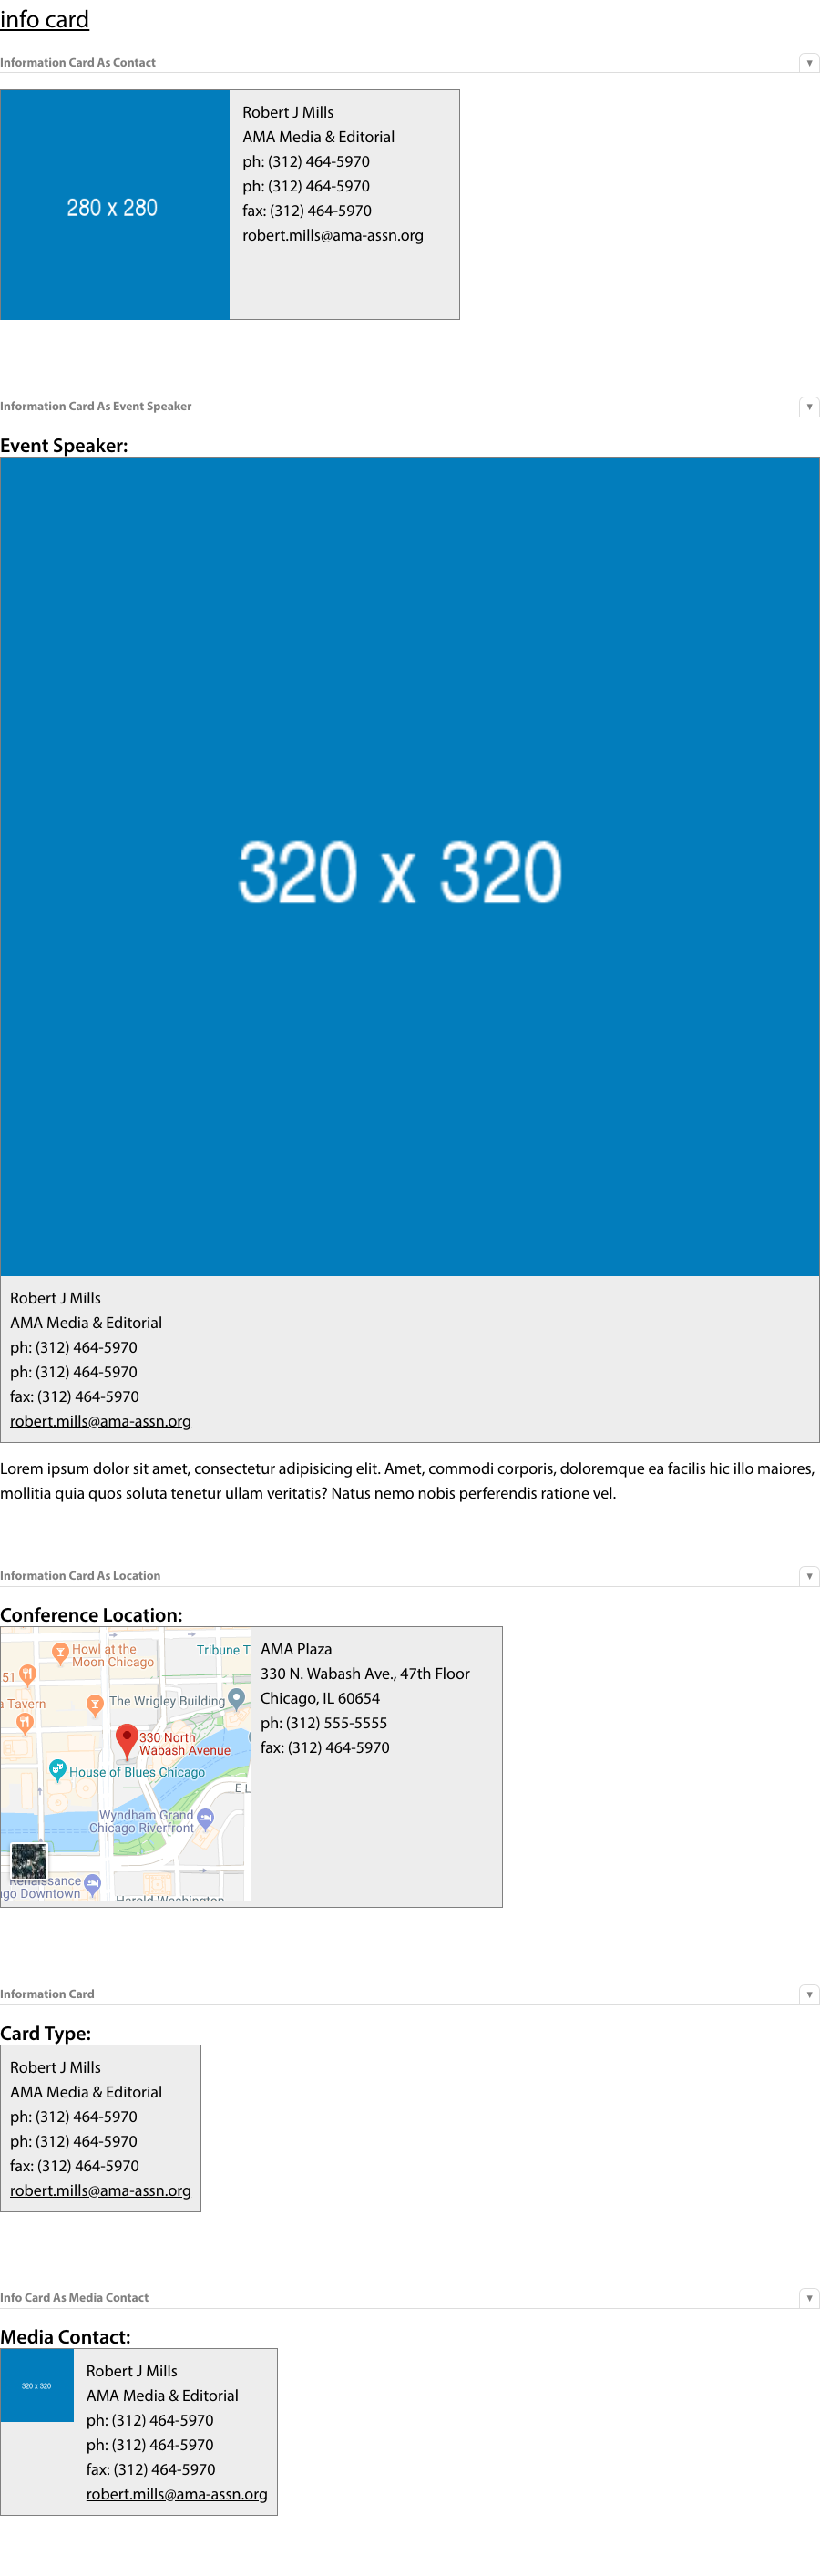 info card
Information Card As Contact
280 x 280
Robert J Mills
AMA Media & Editorial
ph: (312) 464-5970
ph: (312) 464-5970
fax: (312) 464-5970
robert.mills@ama-assn.org
Information Card As Event Speaker
Event Speaker:
320 x 320
Robert J Mills
AMA Media & Editorial
ph: (312) 464-5970
ph: (312) 464-5970
fax: (312) 464-5970
robert.mills@ama-assn.org
Lorem ipsum dolor sit amet, consectetur adipisicing elit. Amet, commodi corporis, doloremque ea facilis hic illo maiores,
mollitia quia quos soluta tenetur ullam veritatis? Natus nemo nobis perferendis ratione vel.
Information Card As Location
Conference Location:
Howl at the
Moon Chicago
Tribune T
51
a Tavern
The Wrigley Building
330 North
Wabash Avenue
House of Blues Chicago
E L
Wyndham Grand
Chicago Riverfront
Renaissance
go Downtown
Harold Washington
AMA Plaza
330 N. Wabash Ave., 47th Floor
Chicago, IL 60654
ph: (312) 555-5555
fax: (312) 464-5970
Information Card
Card Type:
Robert J Mills
AMA Media & Editorial
ph: (312) 464-5970
ph: (312) 464-5970
fax: (312) 464-5970
robert.mills@ama-assn.org
Info Card As Media Contact
Media Contact:
320 x 320
Robert J Mills
AMA Media & Editorial
ph: (312) 464-5970
ph: (312) 464-5970
fax: (312) 464-5970
robert.mills@ama-assn.org